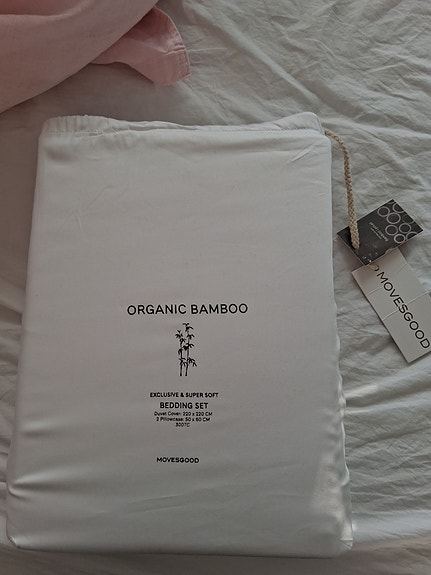 ORGANIC BAMBOO
EXCLUSIVE & SUPER SOFT
BEDDING SET
Duvet Cover: 220 x 220 CM
2 Pillowcase: 50 x 60 CM
300TC
MOVESGOOD
MOVESGOOD